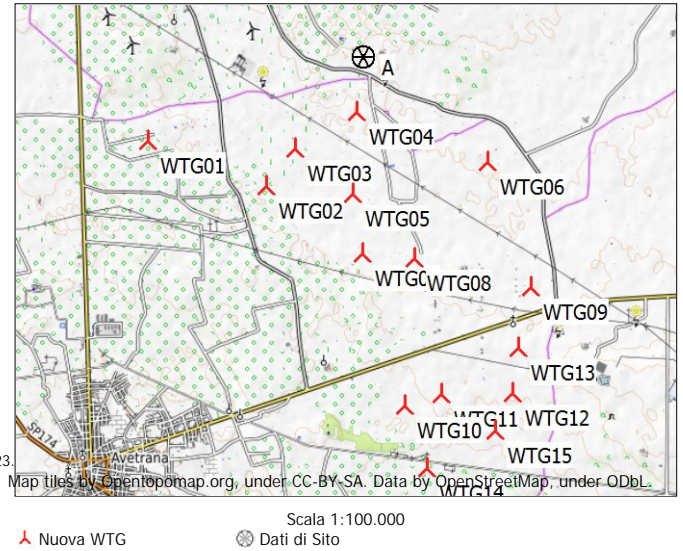 A
WTG04
WTG01
WTG03
WTG06
WTG02
WTG05
WTG08
WTG09
WTG13
WTG11
WTG12
WTG10
WTG15
SP174
Avetrana
23.
Map tiles by Opentopomap.org, under CC-BY-SA. Data by OpenStreetMap, under ODbL.
WTG14
Scala 1:100.000
Nuova WTG
Dati di Sito